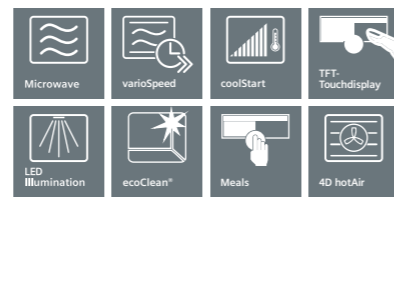 Microwave
varioSpeed
coolStart
TFT-
Touchdisplay
LED
Illumination
ecoClean®
Meals
4D hotAir